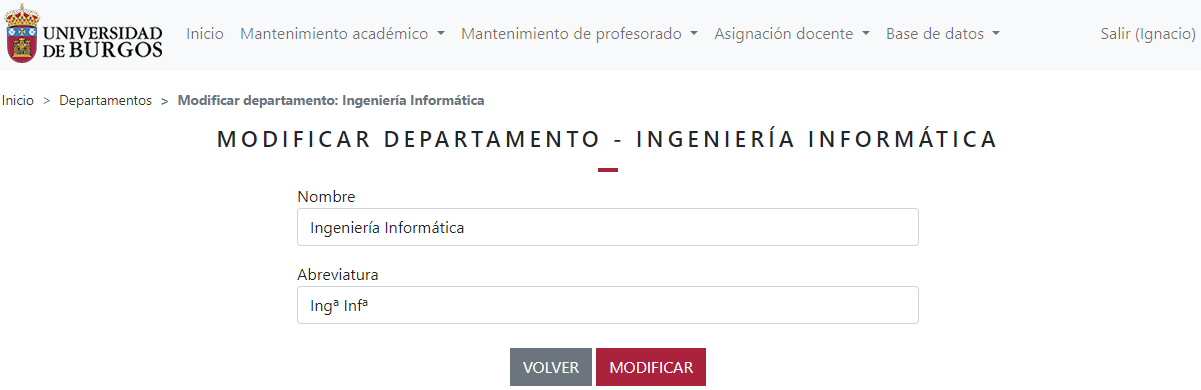 UNIVERSIDAD
DE BURGOS
Inicio Mantenimiento académico Mantenimiento de profesorado Asignación docente Base de datos Salir (Ignacio)
Inicio > Departamentos > Modificar departamento: Ingeniería Informática
MODIFICAR DEPARTAMENTO - INGENIERÍA INFORMÁTICA
Nombre
Ingeniería Informática
Abreviatura
Ingª Infª
VOLVER MODIFICAR